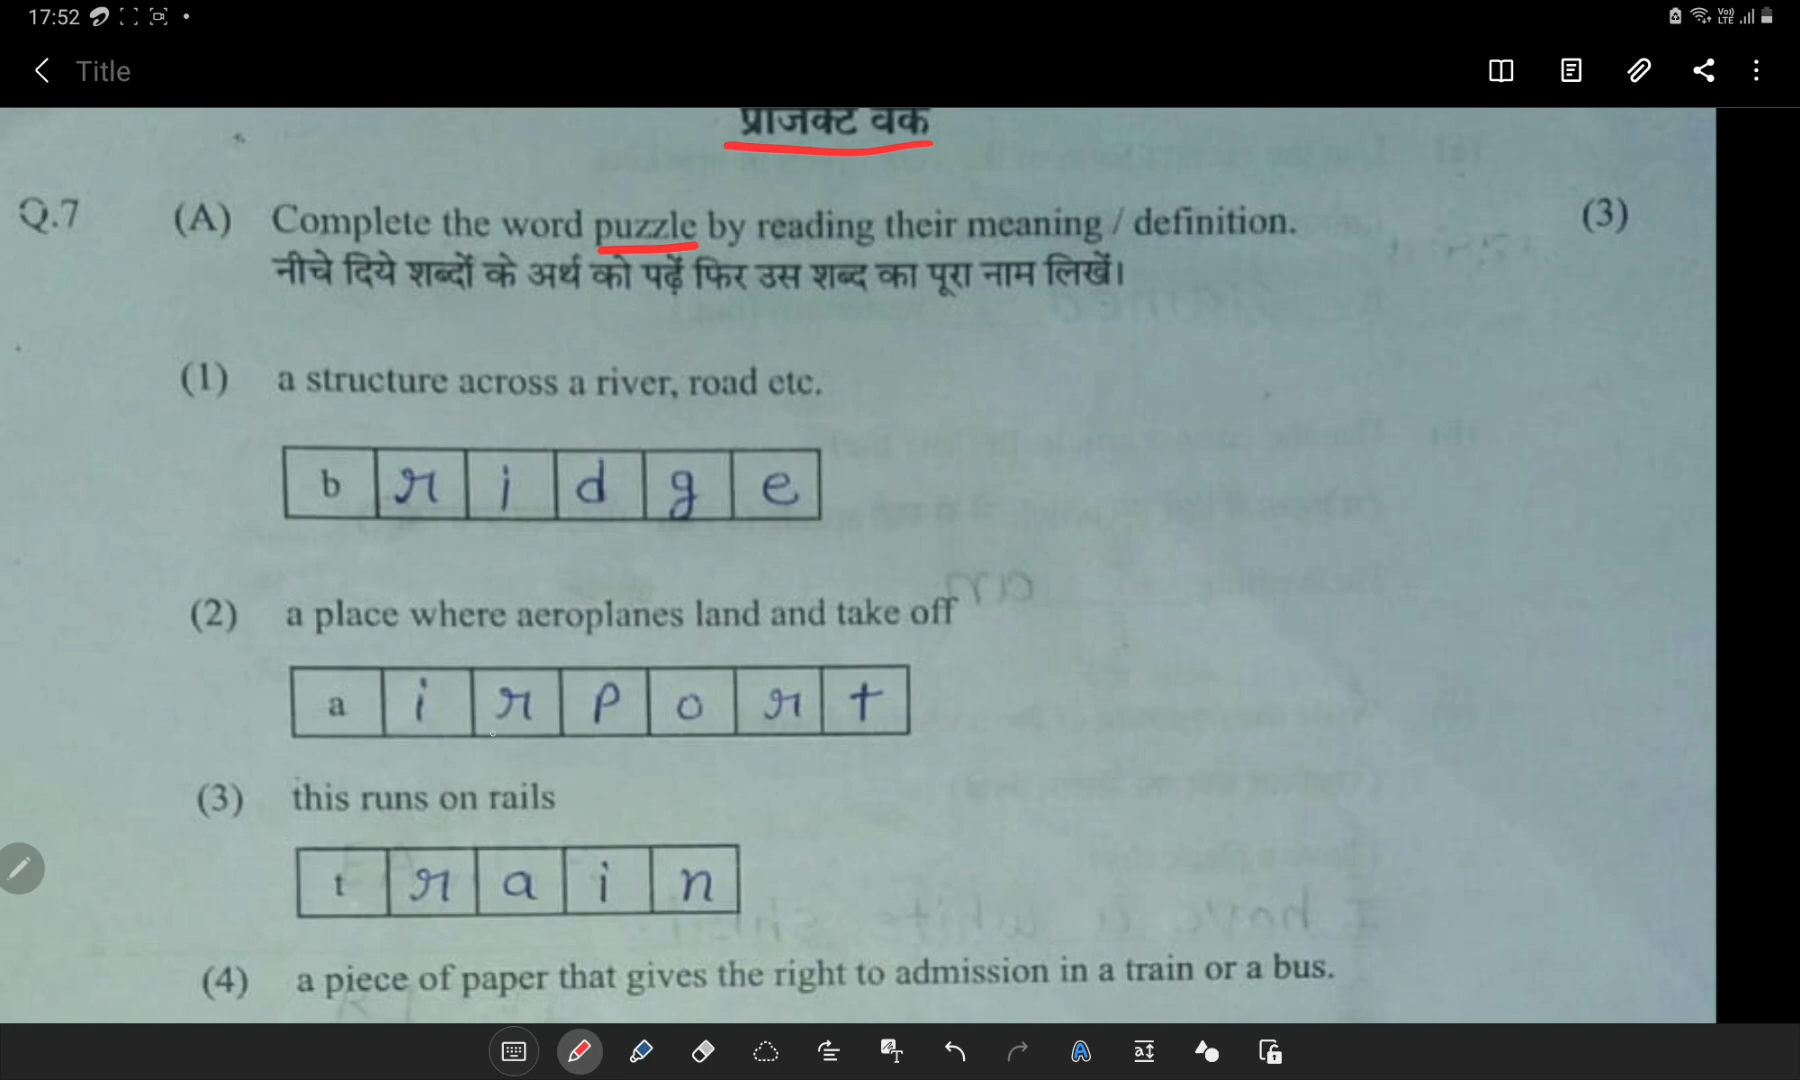 17:52
Vo)) LTE
Title
प्रोजेक्ट वर्क
Q.7 (A) Complete the word puzzle by reading their meaning / definition. (3)
नीचे दिये शब्दों के अर्थ को पढ़ें फिर उस शब्द का पूरा नाम लिखें।
(1) a structure across a river, road etc.
b r i d g e
(2) a place where aeroplanes land and take off
a i r p o r t
(3) this runs on rails
t r a i n
(4) a piece of paper that gives the right to admission in a train or a bus.